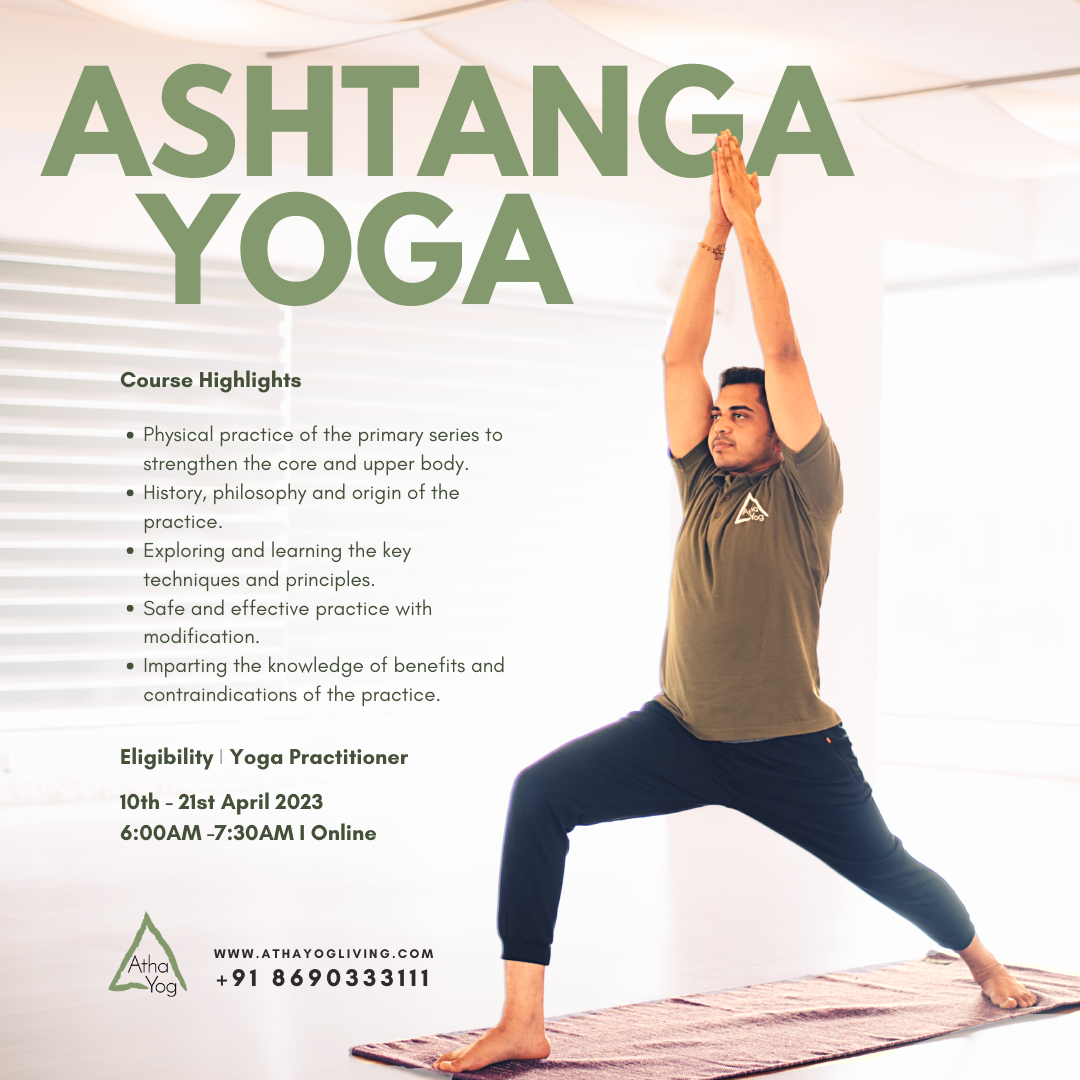 ASHTANGA
YOGA
Course Highlights
• Physical practice of the primary series to
strengthen the core and upper body.
• History, philosophy and origin of the
practice.
• Exploring and learning the key
techniques and principles.
• Safe and effective practice with
modification.
• Imparting the knowledge of benefits and
contraindications of the practice.
Eligibility | Yoga Practitioner
10th - 21st April 2023
6:00AM -7:30AM I Online
Atha
Yog
WWW.ATHAYOGLIVING.COM
+91 8690333111
Atha
Yog